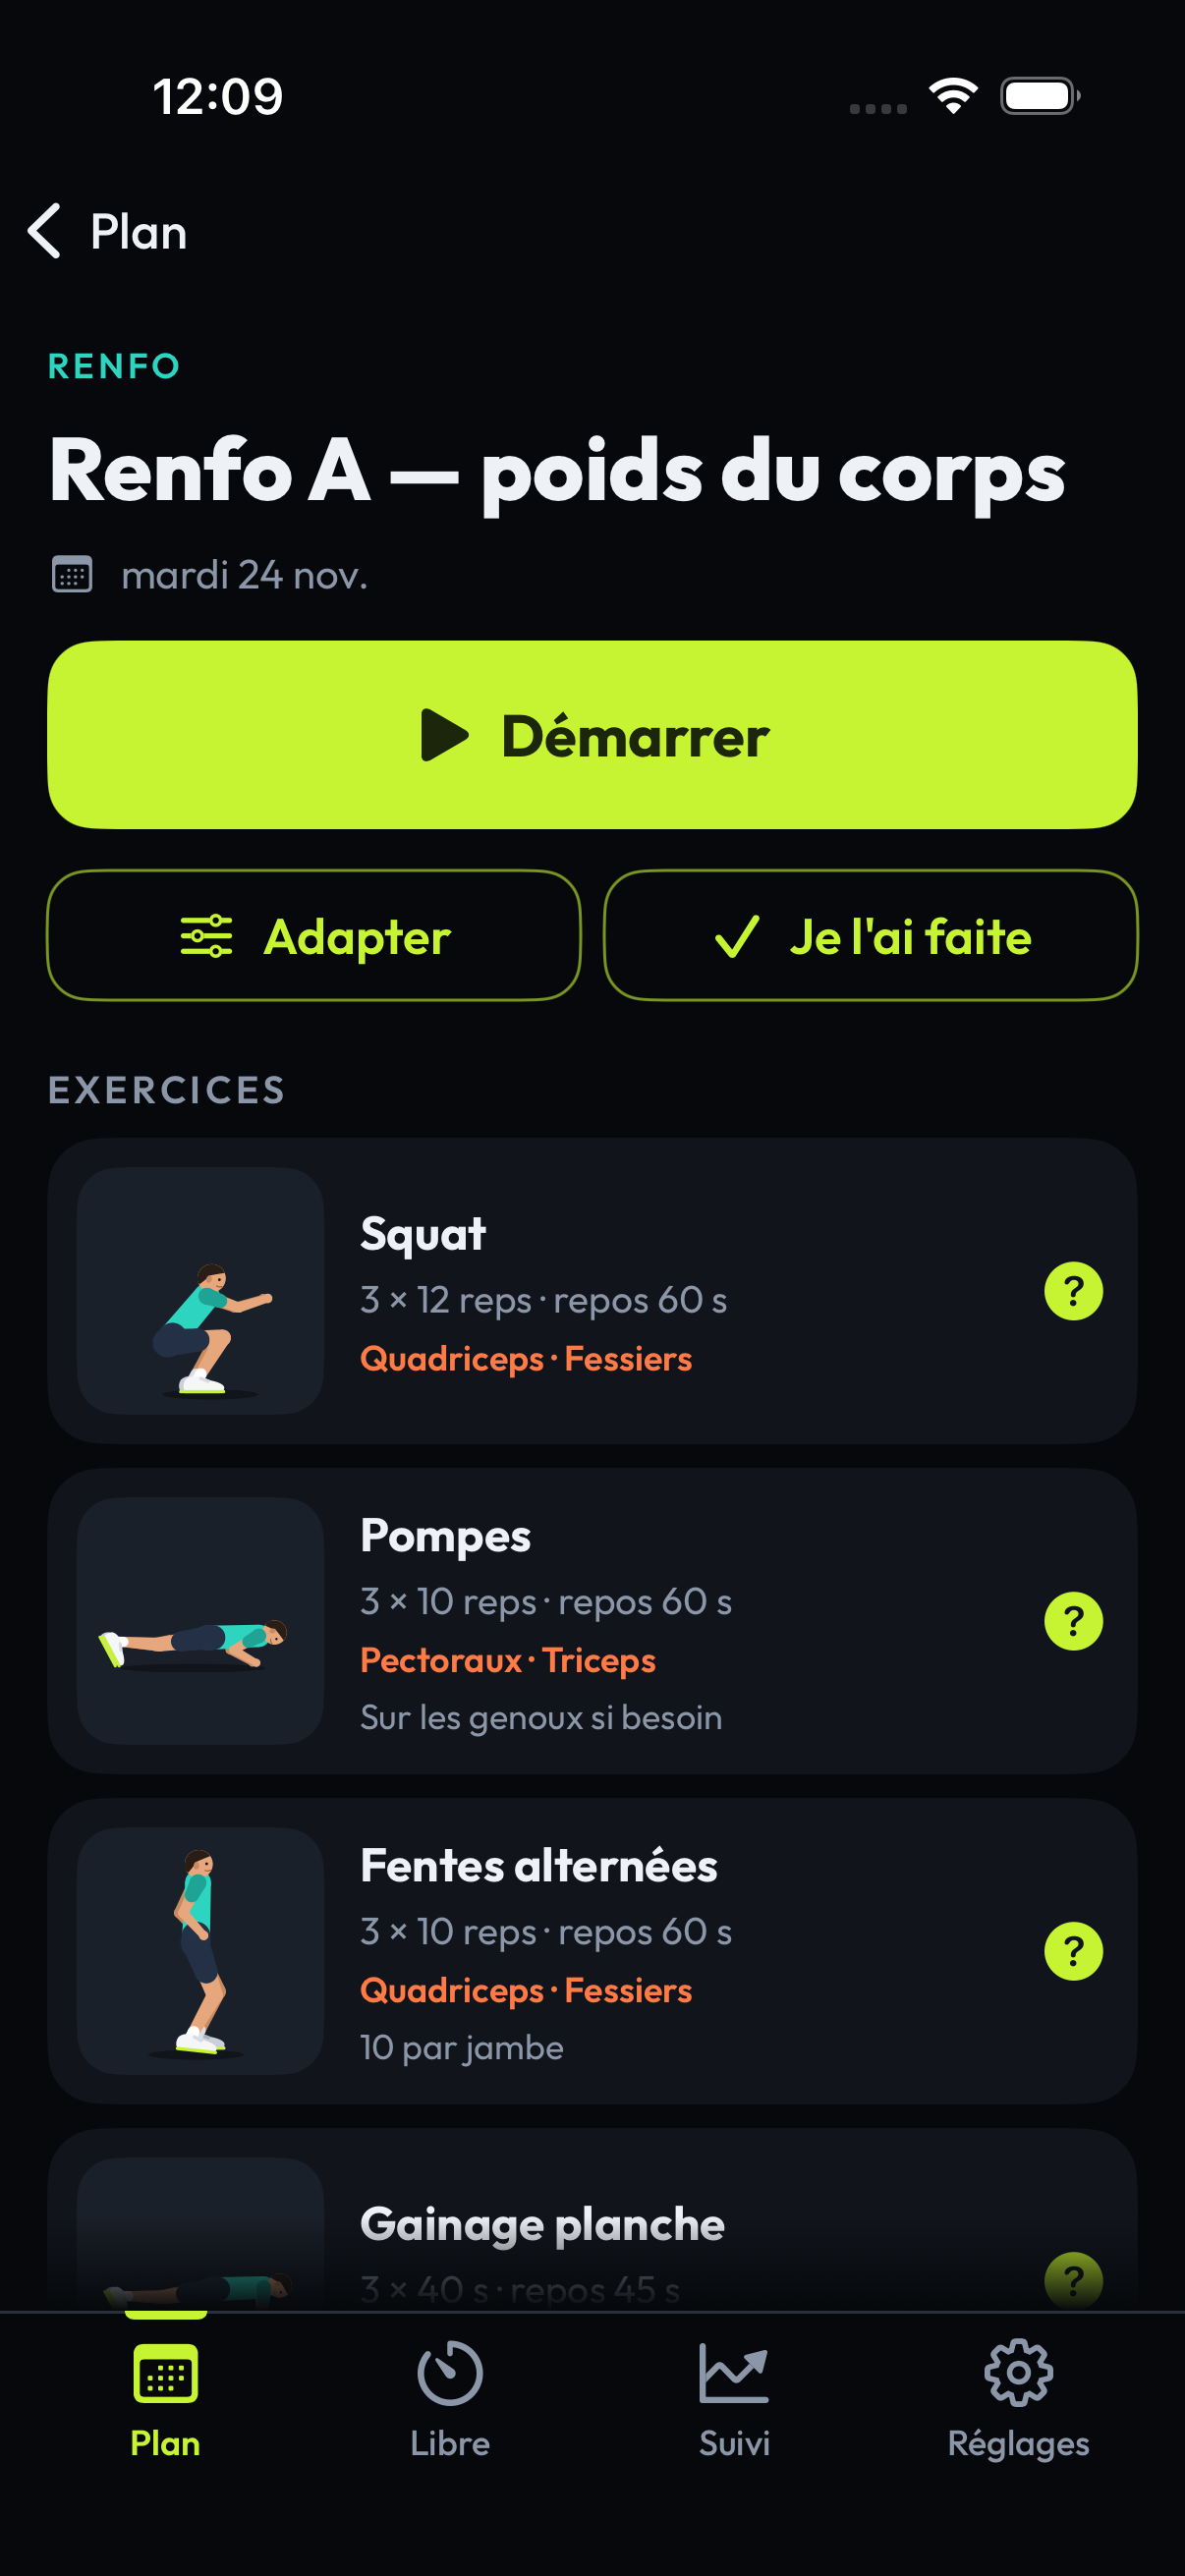 12:09
Plan
RENFO
Renfo A — poids du corps
mardi 24 nov.
Démarrer
Adapter
Je l'ai faite
EXERCICES
Squat
3 × 12 reps · repos 60 s
Quadriceps · Fessiers
?
Pompes
3 × 10 reps · repos 60 s
Pectoraux · Triceps
Sur les genoux si besoin
?
Fentes alternées
3 × 10 reps · repos 60 s
Quadriceps · Fessiers
10 par jambe
?
Gainage planche
3 × 40 s · repos 45 s
?
Plan
Libre
Suivi
Réglages